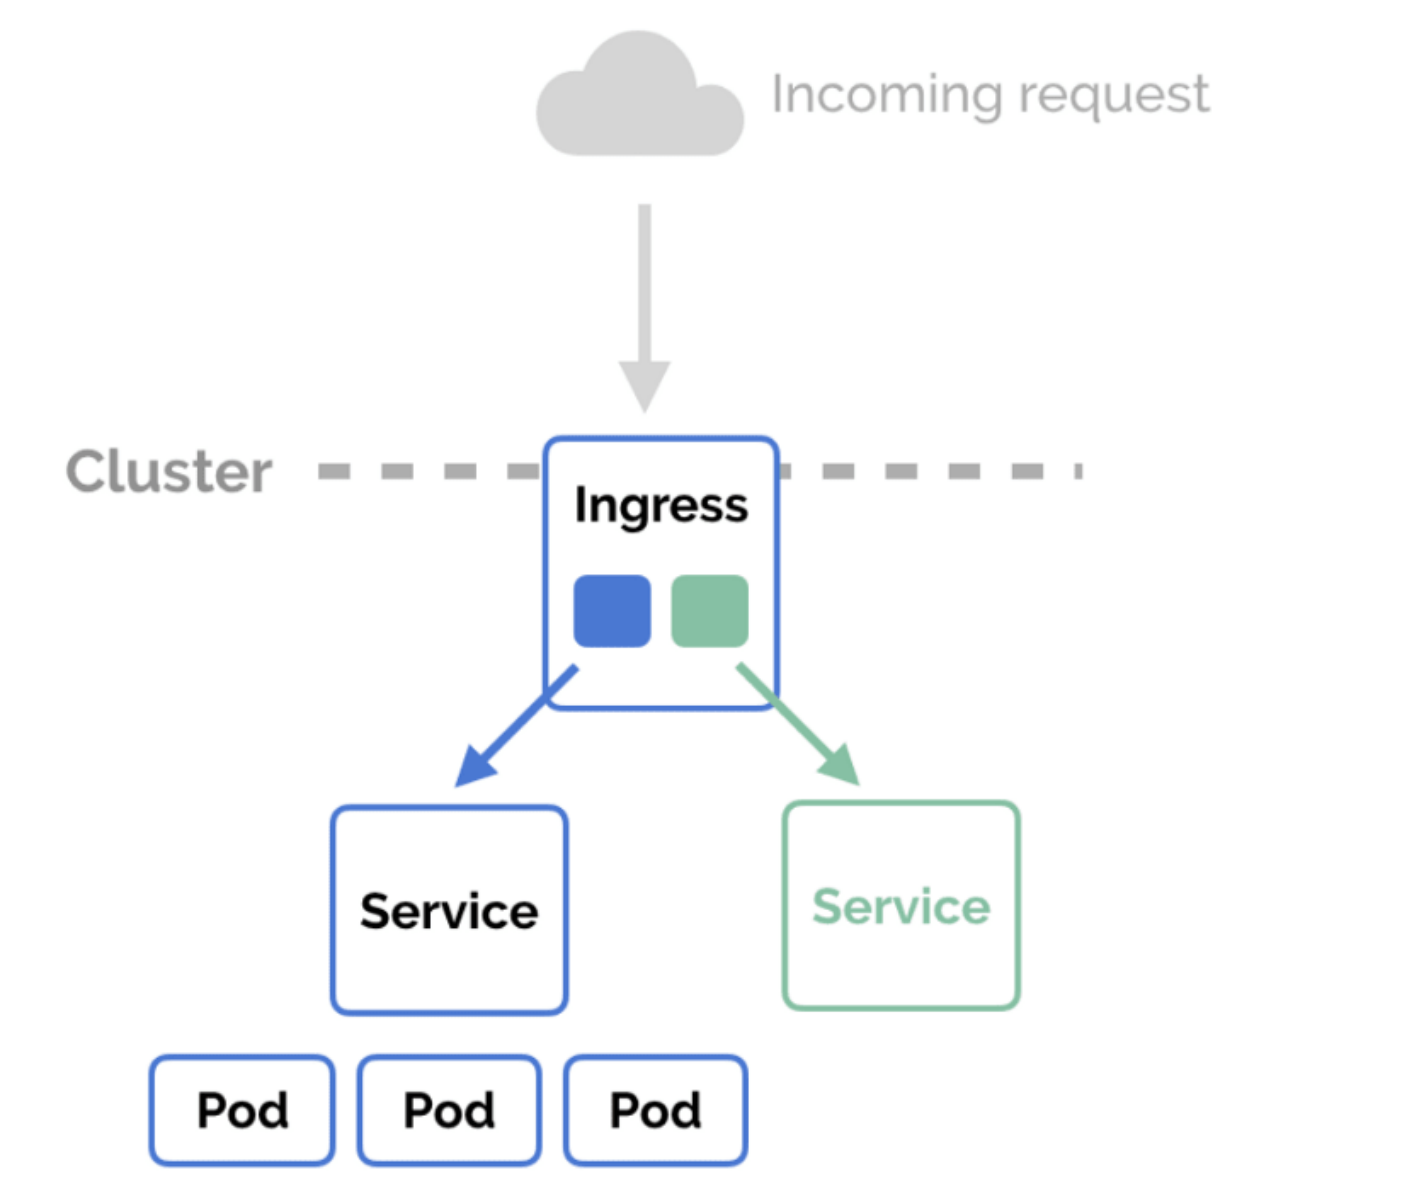 Incoming request
Cluster
Ingress
Service
Service
Pod
Pod
Pod